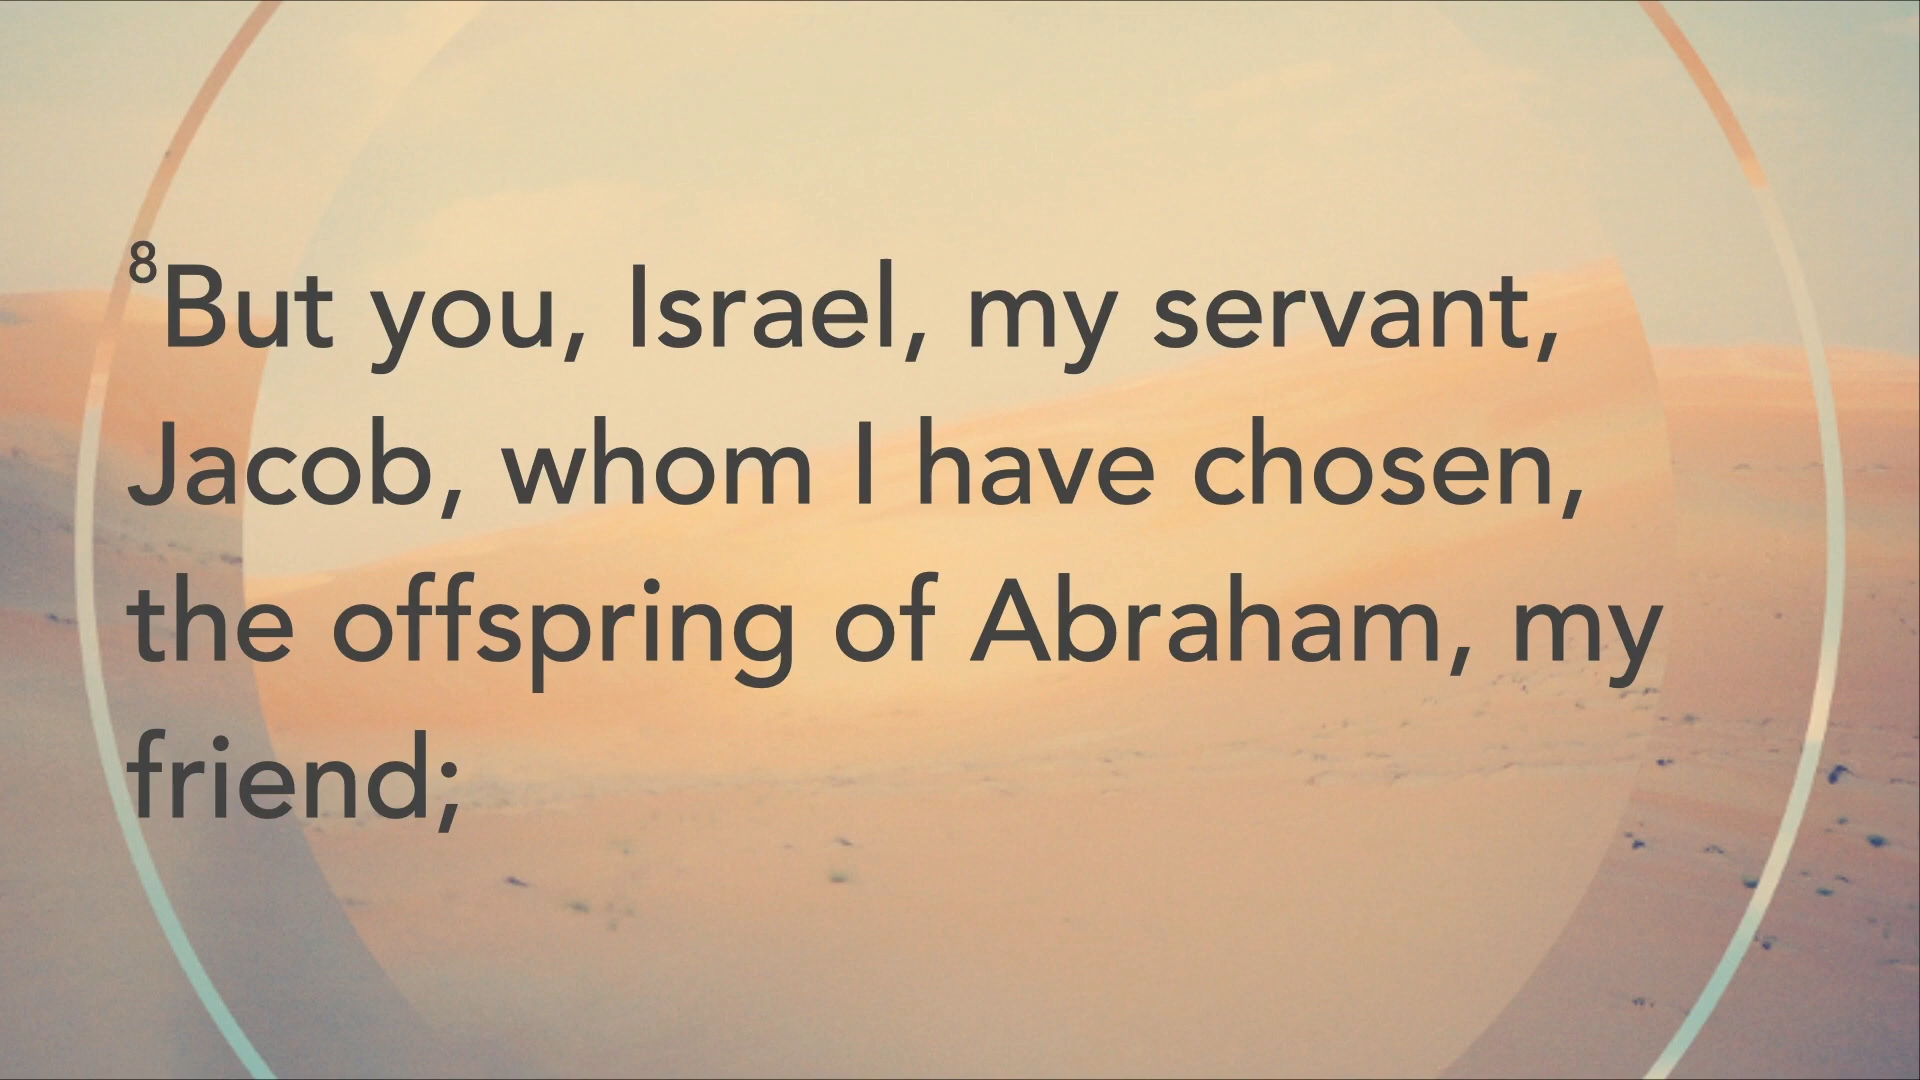 ⁸But you, Israel, my servant,
Jacob, whom I have chosen,
the offspring of Abraham, my
friend;